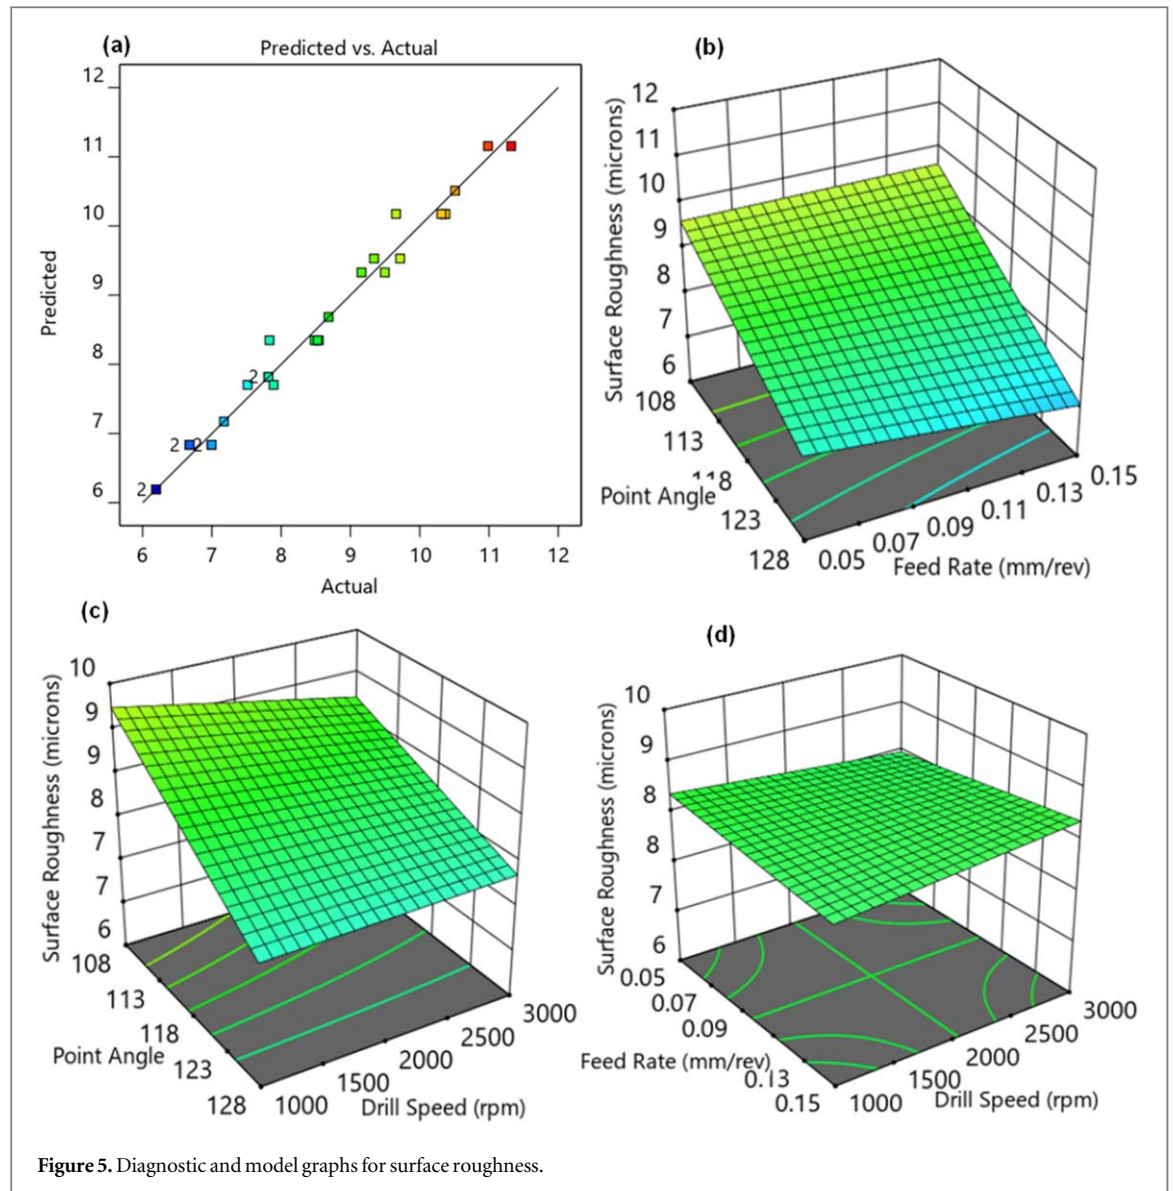 (a)
Predicted vs. Actual
12
11
10
9
8
7
6
Predicted
2
2 2
2
6 7 8 9 10 11 12
Actual
(b)
12
11
10
9
8
7
6
Surface Roughness (microns)
108
113
118
123
128
Point Angle
0.05 0.07 0.09 0.11 0.13 0.15
Feed Rate (mm/rev)
(c)
10
9
9
8
7
7
6
Surface Roughness (microns)
108
113
118
123
128
Point Angle
1000 1500 2000 2500 3000
Drill Speed (rpm)
(d)
10
9
8
8
7
6
Surface Roughness (microns)
0.05
0.07
0.09
0.13
0.15
Feed Rate (mm/rev)
1000 1500 2000 2500 3000
Drill Speed (rpm)
Figure 5. Diagnostic and model graphs for surface roughness.